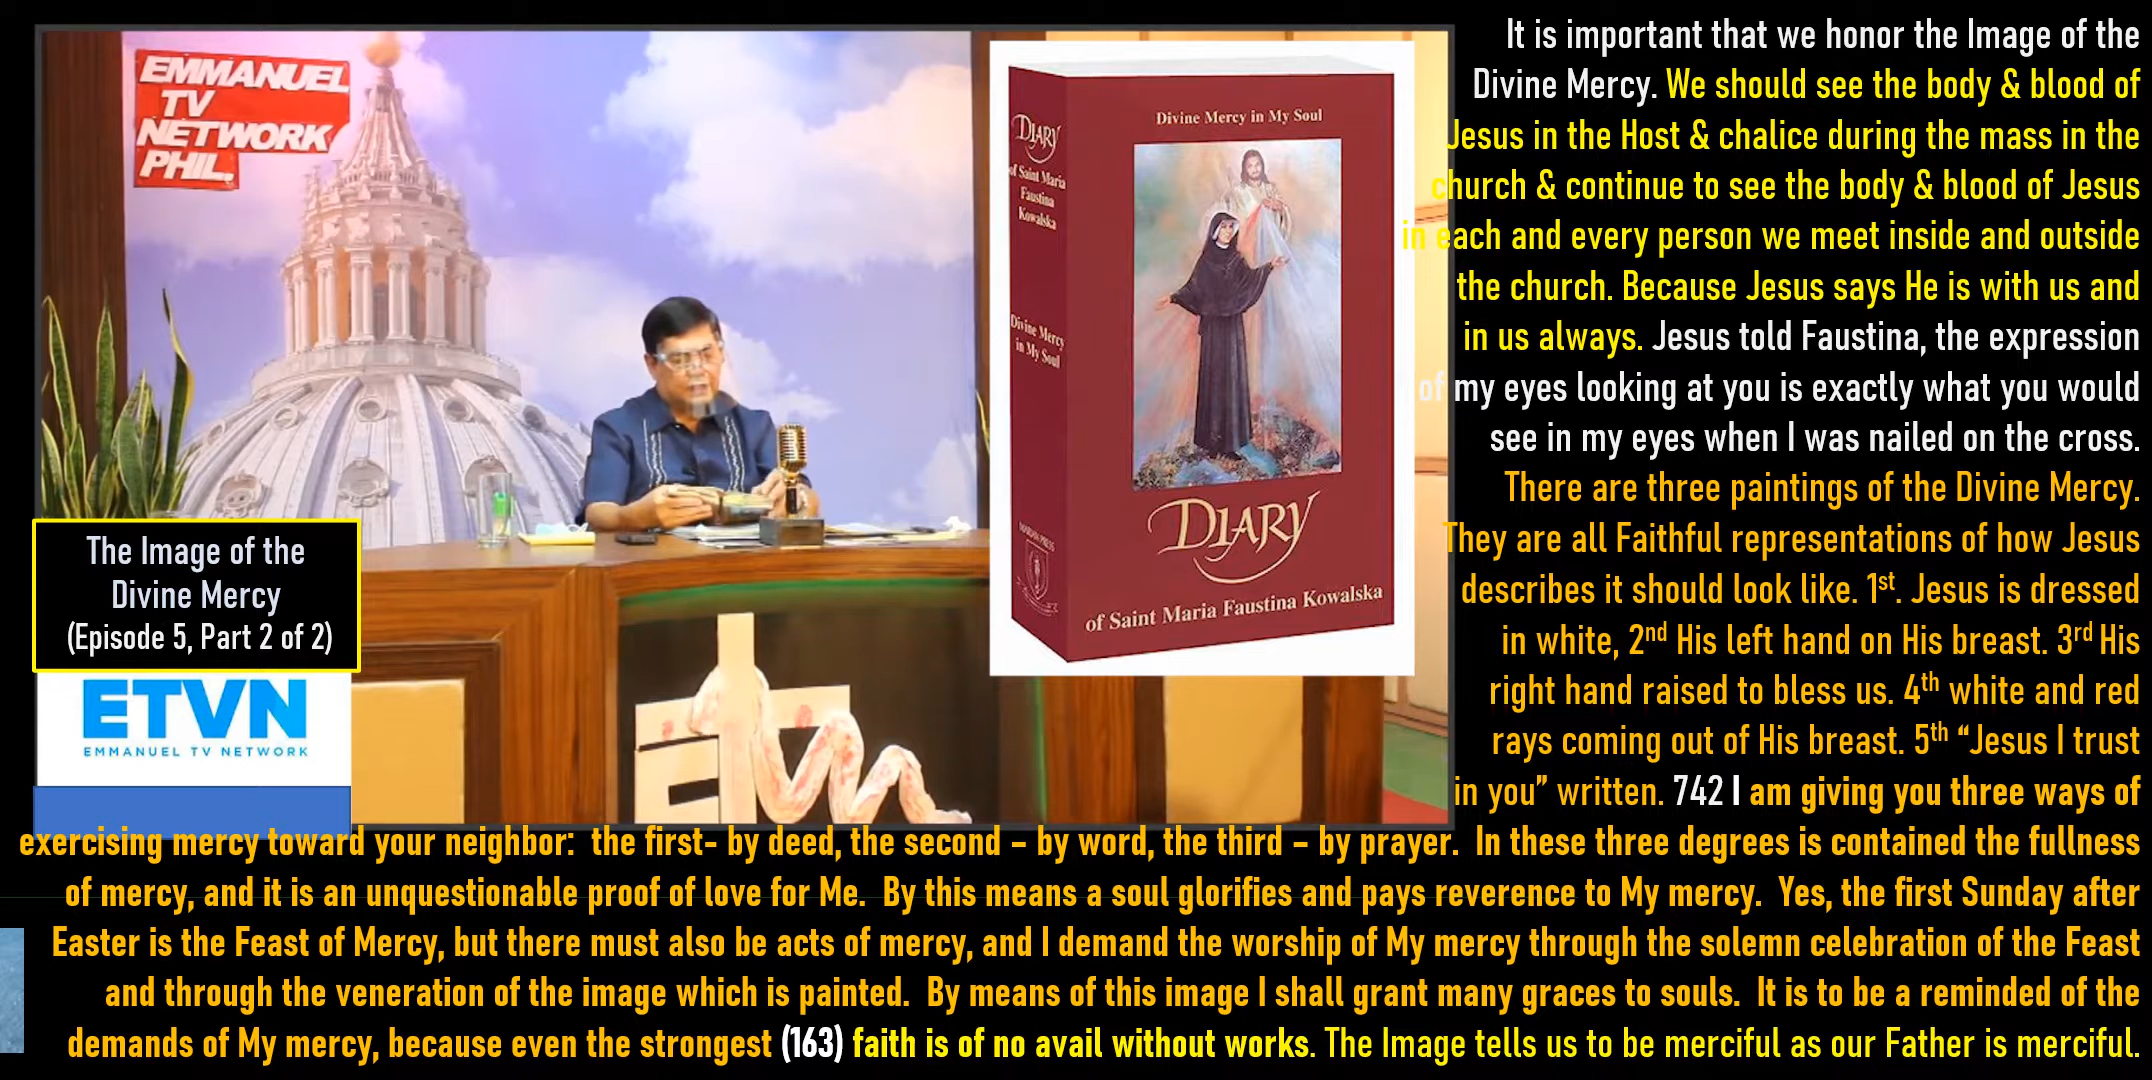 EMMANUEL
TV
NETWORK
PHIL.
DIARY
of Saint Maria
Faustina
Kowalska
Divine Mercy
in My Soul
Divine Mercy in My Soul
DIARY
of Saint Maria Faustina Kowalska
The Image of the
Divine Mercy
(Episode 5, Part 2 of 2)
ETVN
EMMANUEL TV NETWORK
It is important that we honor the Image of the
Divine Mercy. We should see the body & blood of
Jesus in the Host & chalice during the mass in the
church & continue to see the body & blood of Jesus
in each and every person we meet inside and outside
the church. Because Jesus says He is with us and
in us always. Jesus told Faustina, the expression
of my eyes looking at you is exactly what you would
see in my eyes when I was nailed on the cross.
There are three paintings of the Divine Mercy.
They are all Faithful representations of how Jesus
describes it should look like. 1st. Jesus is dressed
in white, 2nd His left hand on His breast. 3rd His
right hand raised to bless us. 4th white and red
rays coming out of His breast. 5th “Jesus I trust
in you” written. 742 I am giving you three ways of
exercising mercy toward your neighbor: the first- by deed, the second – by word, the third – by prayer. In these three degrees is contained the fullness
of mercy, and it is an unquestionable proof of love for Me. By this means a soul glorifies and pays reverence to My mercy. Yes, the first Sunday after
Easter is the Feast of Mercy, but there must also be acts of mercy, and I demand the worship of My mercy through the solemn celebration of the Feast
and through the veneration of the image which is painted. By means of this image I shall grant many graces to souls. It is to be a reminded of the
demands of My mercy, because even the strongest (163) faith is of no avail without works. The Image tells us to be merciful as our Father is merciful.